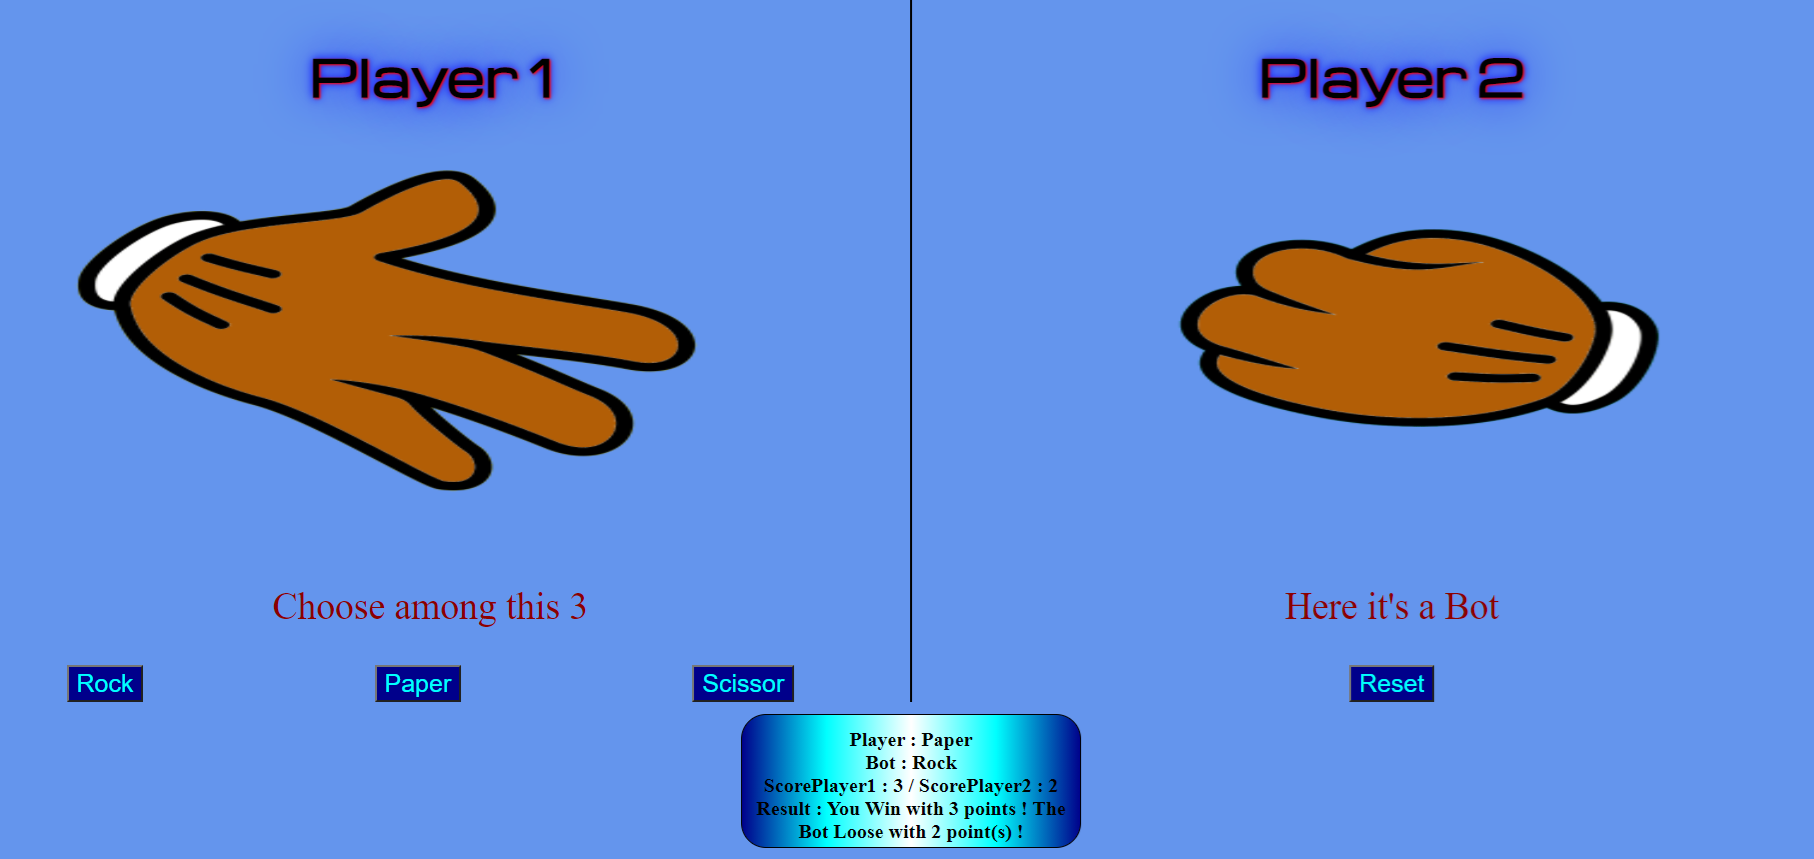 Player 1
Player 2
Choose among this 3
Here it's a Bot
Rock
Paper
Scissor
Reset
Player : Paper
Bot : Rock
ScorePlayer1 : 3 / ScorePlayer2 : 2
Result : You Win with 3 points ! The
Bot Loose with 2 point(s) !